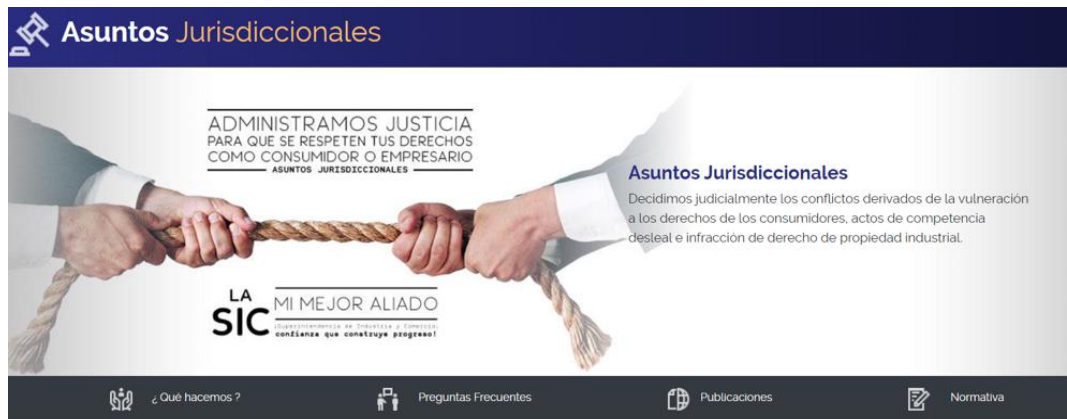 Asuntos Jurisdiccionales
ADMINISTRAMOS JUSTICIA
PARA QUE SE RESPETEN TUS DERECHOS
COMO CONSUMIDOR O EMPRESARIO
ASUNTOS JURISDICCIONALES
Asuntos Jurisdiccionales
Decidimos judicialmente los conflictos derivados de la vulneración
a los derechos de los consumidores, actos de competencia
desleal e infracción de derecho de propiedad industrial.
LA
SIC
MI MEJOR ALIADO
¡Superintendencia de Industria y Comercio,
confianza que construye progreso!
¿ Qué hacemos ?
Preguntas Frecuentes
Publicaciones
Normativa